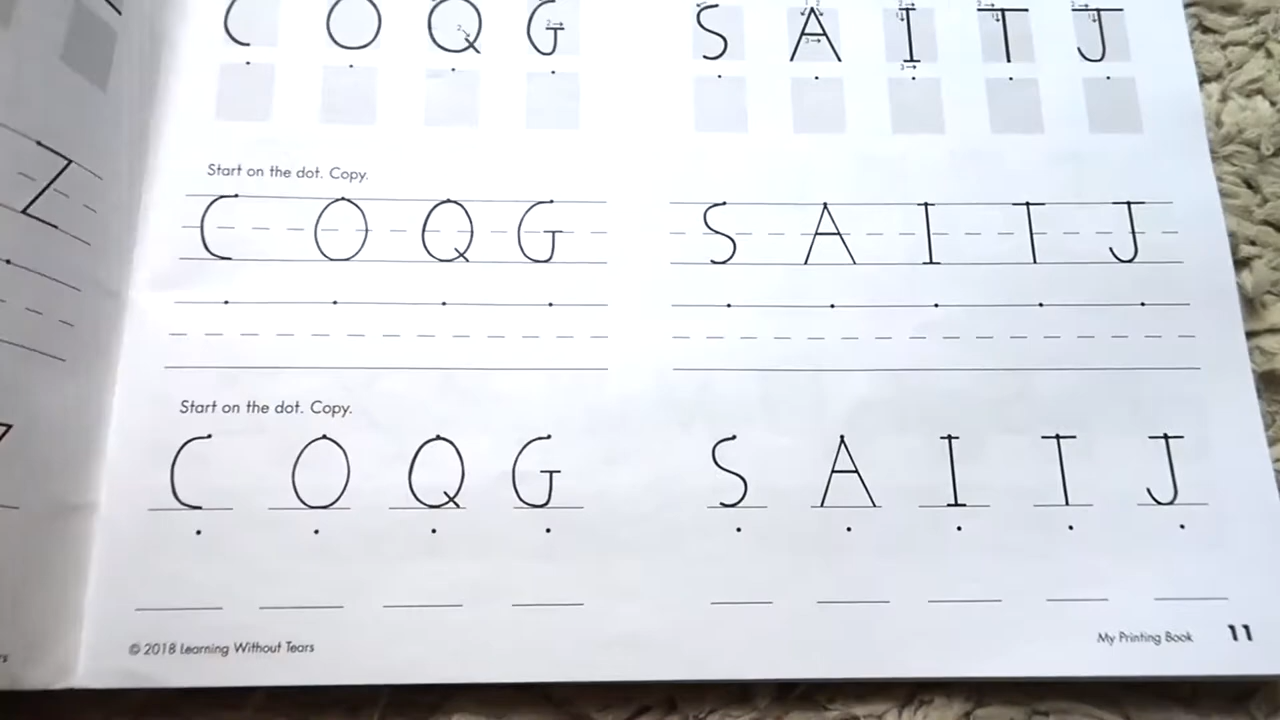 C O Q G S A I T J
Z
Start on the dot. Copy.
C O Q G S A I T J
Start on the dot. Copy.
C O Q G S A I T J
© 2018 Learning Without Tears
My Printing Book 11